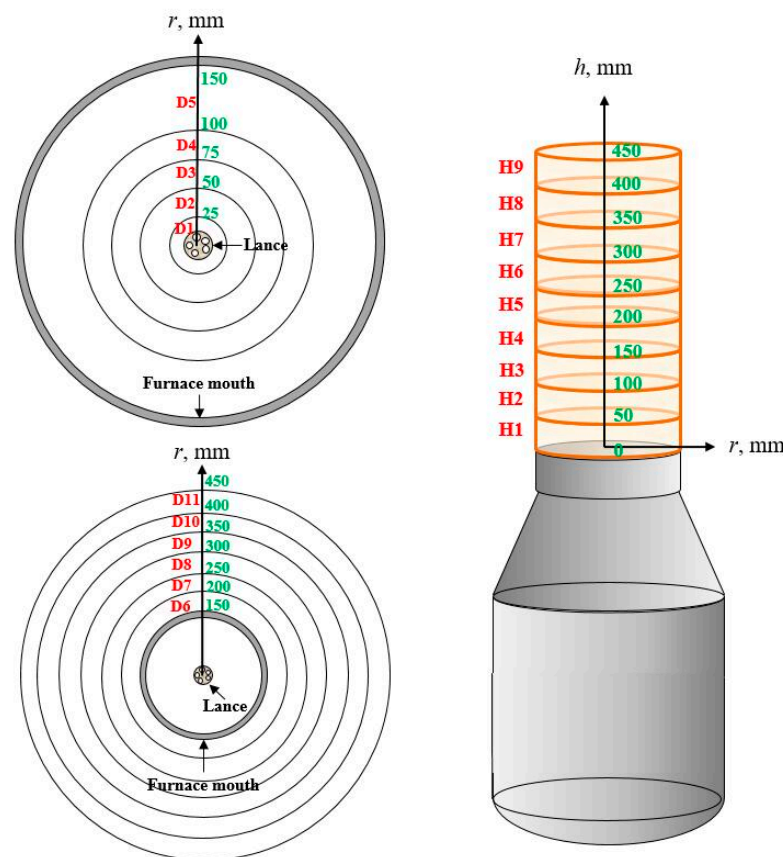 r, mm
150
D5
100
D4
75
D3
50
D2
25
D1
Lance
Furnace mouth
r, mm
450
D11
400
D10
350
D9
300
D8
250
D7
200
D6
150
Lance
Furnace mouth
h, mm
450
H9
400
H8
350
H7
300
H6
250
H5
200
H4
150
H3
100
H2
50
H1
0
r, mm